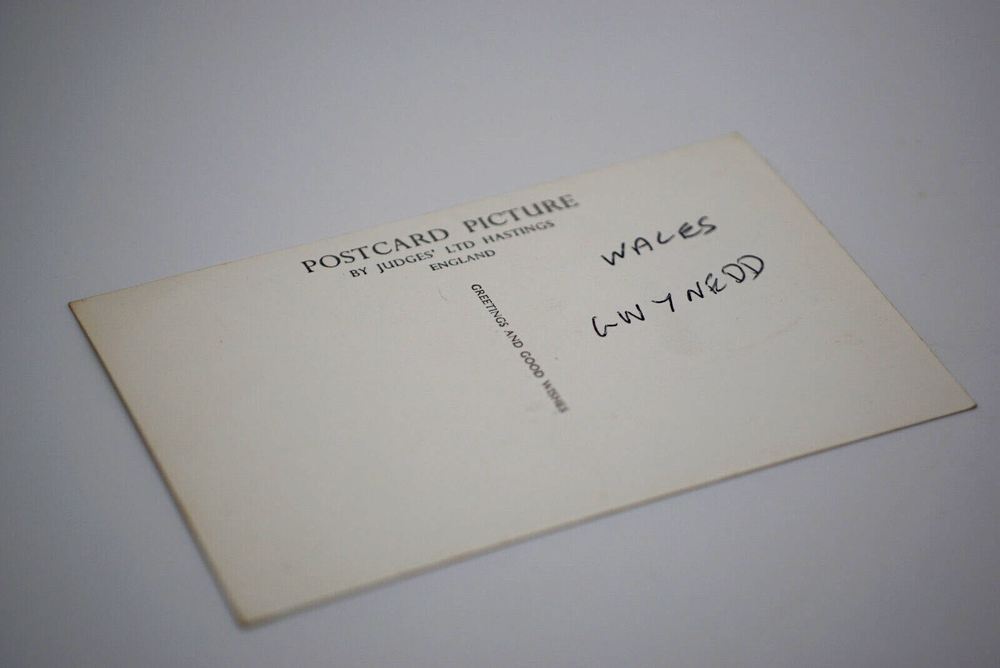 POSTCARD PICTURE
BY JUDGES' LTD HASTINGS
ENGLAND
GREETINGS AND GOOD WISHES
WALES
GWYNEDD